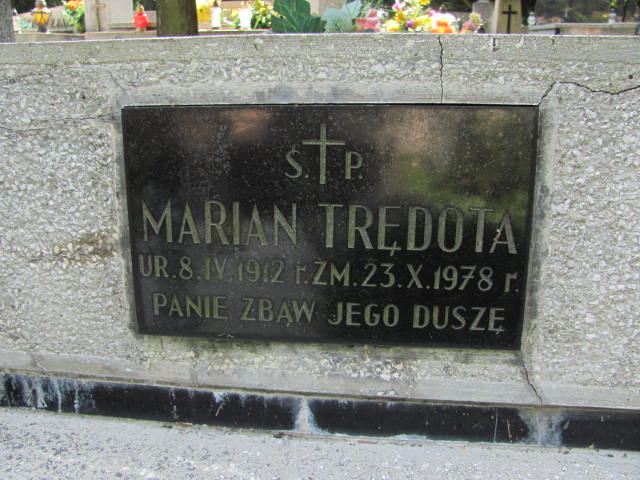 Ś. P.
MARIAN TRĘDOTA
UR. 8. IV. 1912 r. ZM. 23. X. 1978 r.
PANIE ZBĄW JEGO DUSZĘ